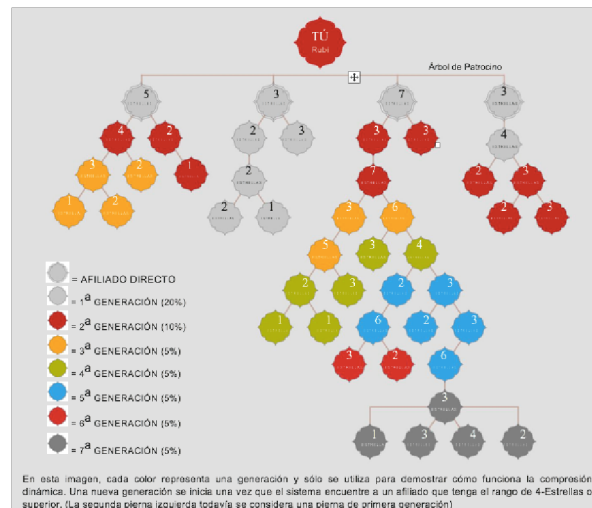 TÚ
Rubí
Árbol de Patrocinio
5 3 7 3
4 2 2 3 3 3 4
3 2 1 2 7 2 3
1 2 2 1 3 6 2 3
5 3 4
2 3 2 3
1 1 6 2 3
3 2 6
3
1 3 4 2
= AFILIADO DIRECTO
= 1ª GENERACIÓN (20%)
= 2ª GENERACIÓN (10%)
= 3ª GENERACIÓN (5%)
= 4ª GENERACIÓN (5%)
= 5ª GENERACIÓN (5%)
= 6ª GENERACIÓN (5%)
= 7ª GENERACIÓN (5%)
En esta imagen, cada color representa una generación y sólo se utiliza para demostrar cómo funciona la compresión
dinámica. Una nueva generación se inicia una vez que el sistema encuentre a un afiliado que tenga el rango de 4-Estrellas o
superior. (La segunda pierna izquierda todavía se considera una pierna de primera generación)